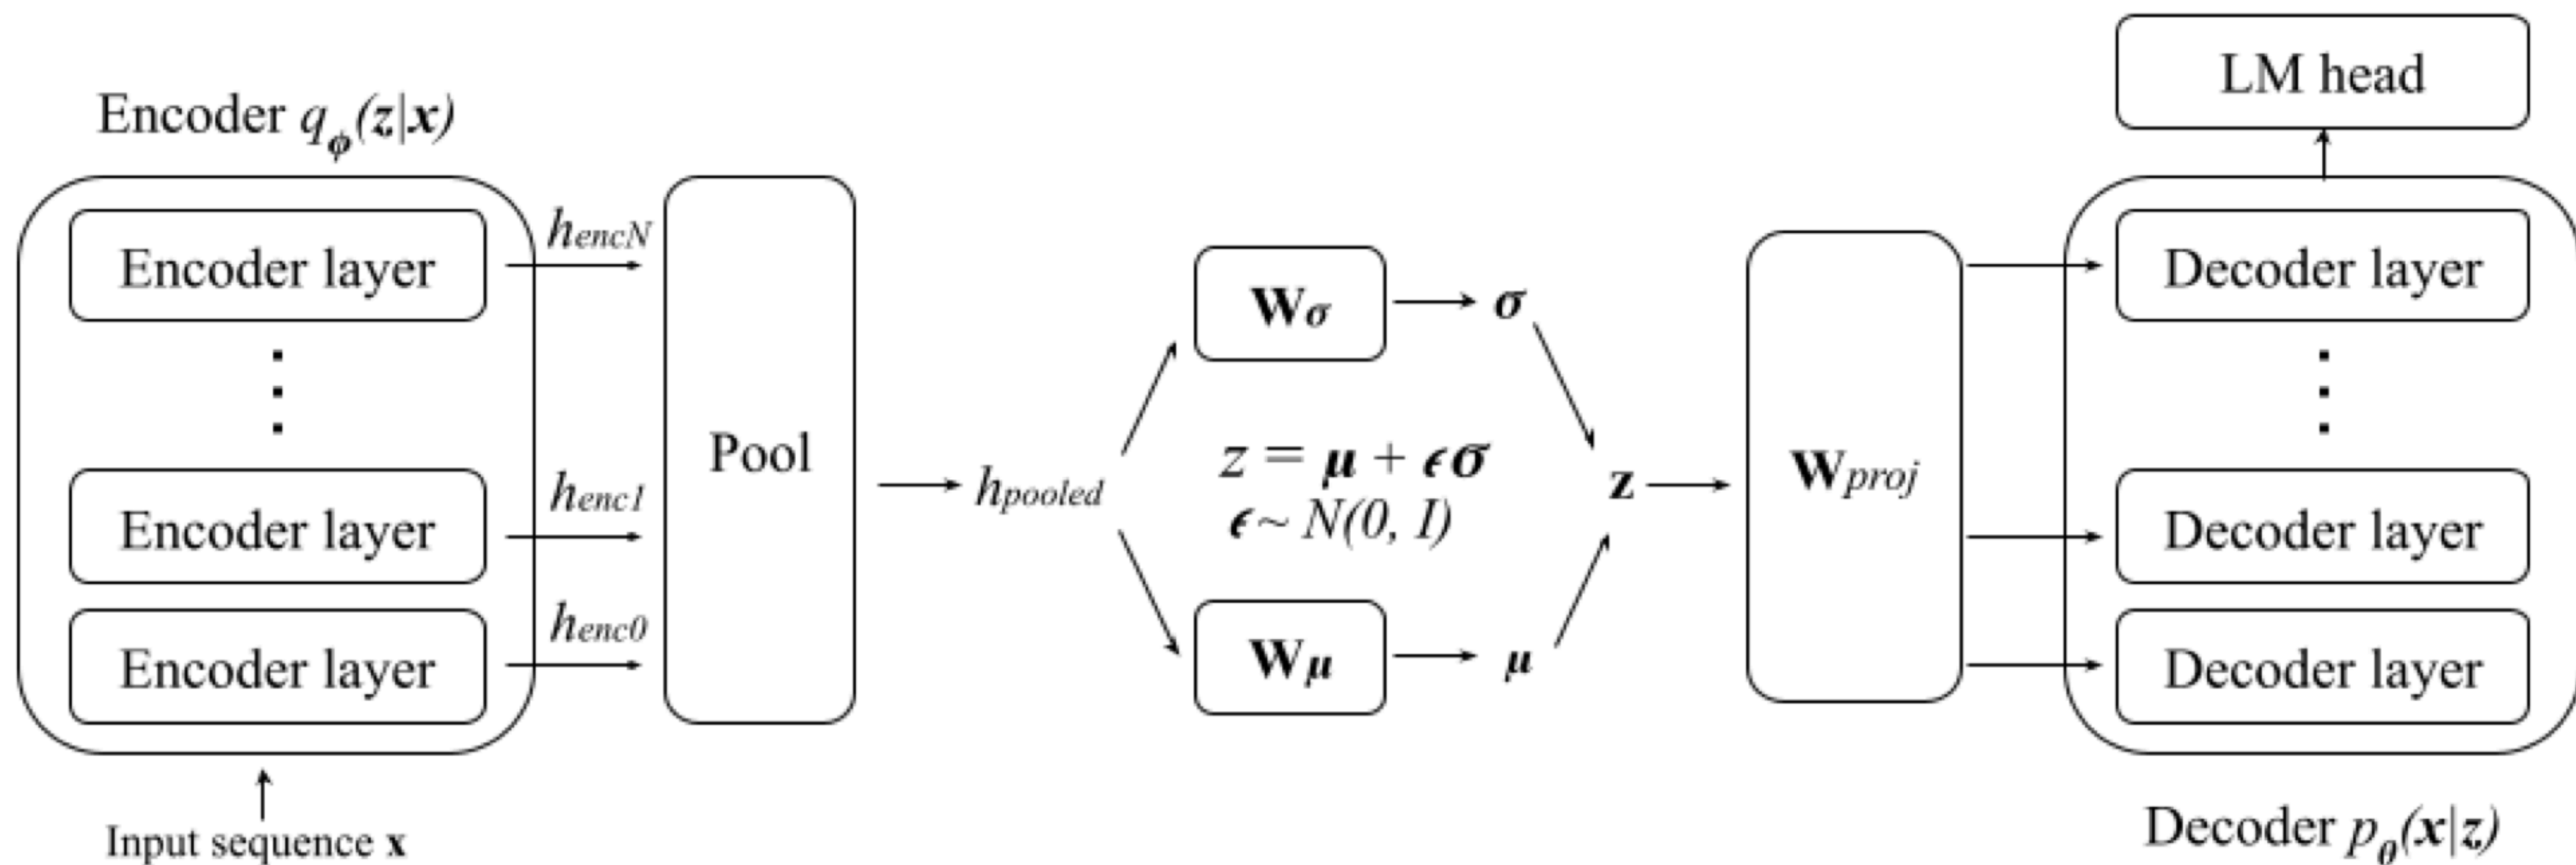 Encoder qϕ(z|x)
Encoder layer
Encoder layer
Encoder layer
Input sequence x
hencN
henc1
henc0
Pool
hpooled
Wσ
σ
z = μ + ϵσ
ϵ ~ N(0, I)
Wμ
μ
z
Wproj
LM head
Decoder layer
Decoder layer
Decoder layer
Decoder pθ(x|z)